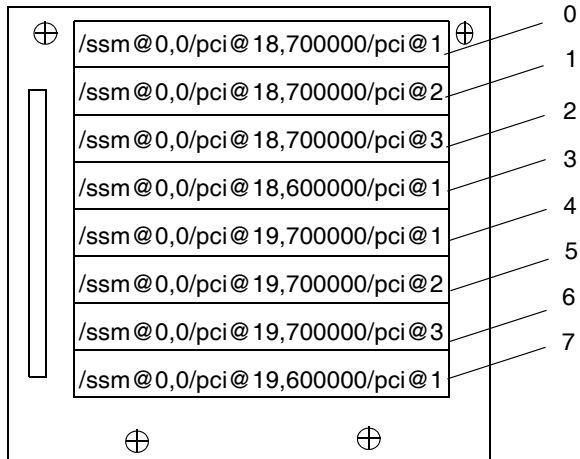 /ssm@0,0/pci@18,700000/pci@1 0
/ssm@0,0/pci@18,700000/pci@2 1
/ssm@0,0/pci@18,700000/pci@3 2
/ssm@0,0/pci@18,600000/pci@1 3
/ssm@0,0/pci@19,700000/pci@1 4
/ssm@0,0/pci@19,700000/pci@2 5
/ssm@0,0/pci@19,700000/pci@3 6
/ssm@0,0/pci@19,600000/pci@1 7